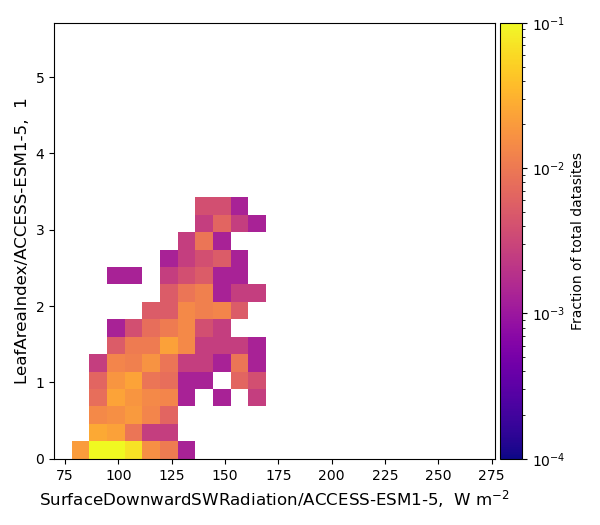 5
4
3
2
1
0
75 100 125 150 175 200 225 250 275
SurfaceDownwardSWRadiation/ACCESS-ESM1-5,  W m⁻²
LeafAreaIndex/ACCESS-ESM1-5,  1
10⁻¹
10⁻²
10⁻³
10⁻⁴
Fraction of total datasites